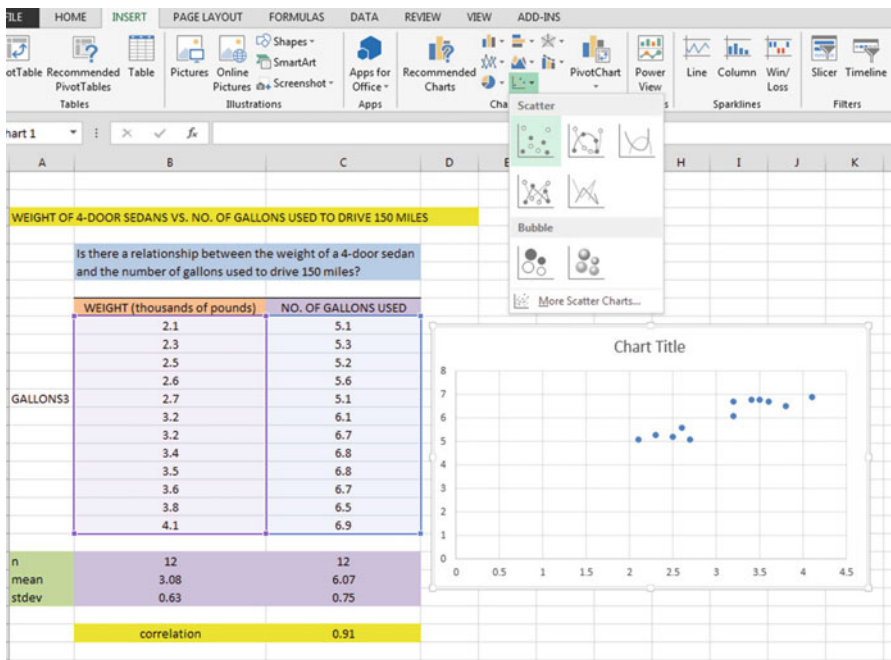 FILE HOME INSERT PAGE LAYOUT FORMULAS DATA REVIEW VIEW ADD-INS
otTable Recommended PivotTables Table Pictures Online Pictures Shapes SmartArt Screenshot Apps for Office Recommended Charts PivotChart Power View Line Column Win/Loss Slicer Timeline
Tables Illustrations Apps Cha s Sparklines Filters
hart 1 fx
Scatter
Bubble
More Scatter Charts...
A B C D E H I J K
WEIGHT OF 4-DOOR SEDANS VS. NO. OF GALLONS USED TO DRIVE 150 MILES
Is there a relationship between the weight of a 4-door sedan
and the number of gallons used to drive 150 miles?
WEIGHT (thousands of pounds) NO. OF GALLONS USED
2.1 5.1
2.3 5.3
2.5 5.2
2.6 5.6
GALLONS3 2.7 5.1
3.2 6.1
3.2 6.7
3.4 6.8
3.5 6.8
3.6 6.7
3.8 6.5
4.1 6.9
n 12 12
mean 3.08 6.07
stdev 0.63 0.75
correlation 0.91
Chart Title
8
7
6
5
4
3
2
1
0
0 0.5 1 1.5 2 2.5 3 3.5 4 4.5